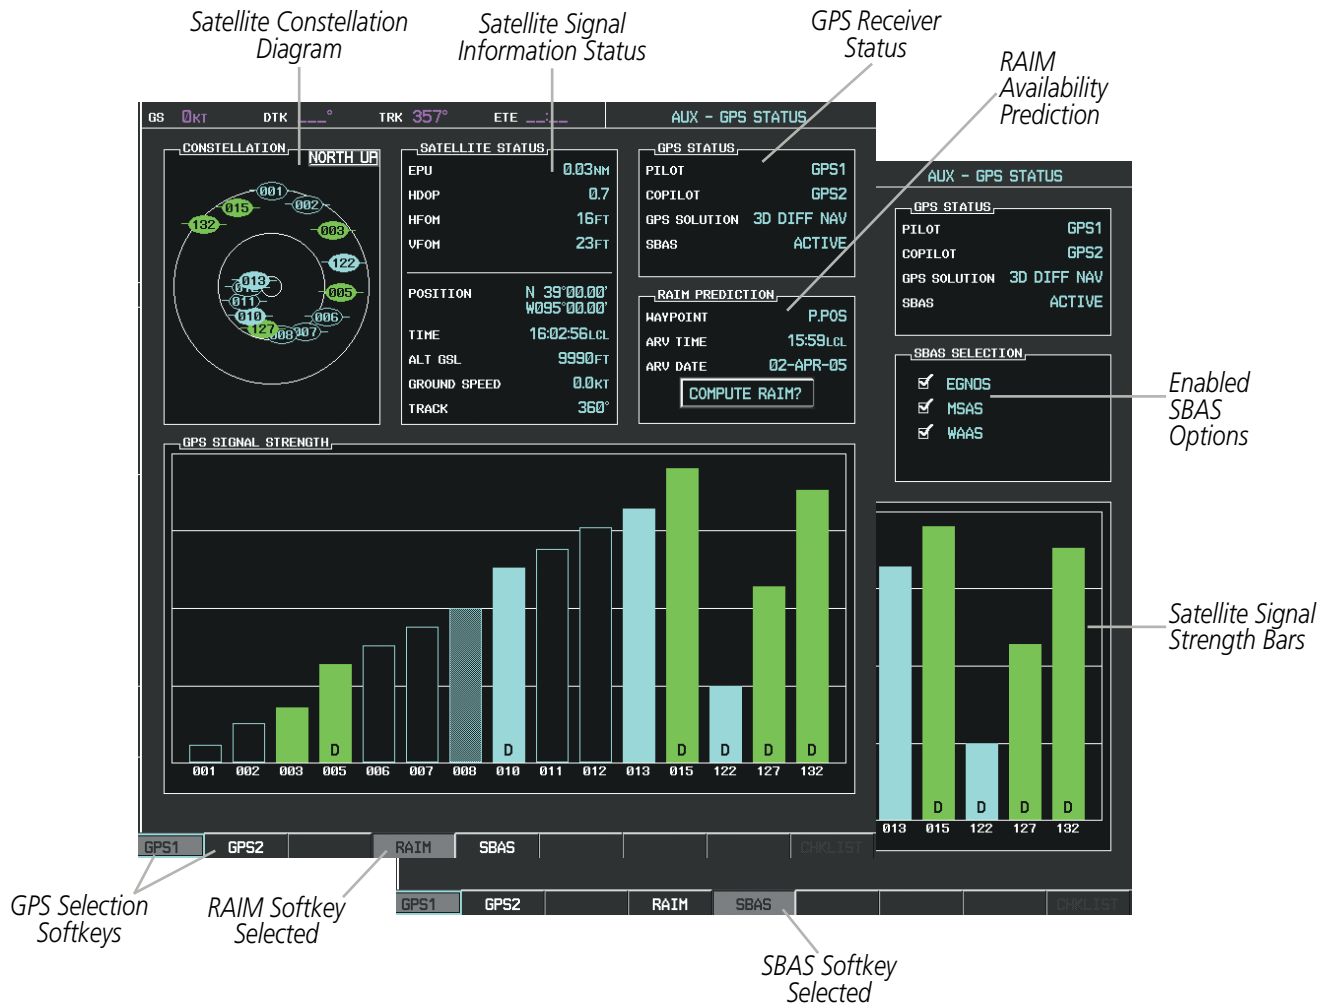 Satellite Constellation
Diagram
Satellite Signal
Information Status
GPS Receiver
Status
RAIM
Availability
Prediction
GS 0KT DTK ___° TRK 357° ETE __:__ AUX - GPS STATUS
CONSTELLATION
NORTH UP
001
002
015
132
003
122
013
005
011
010
006
127
008
007
SATELLITE STATUS
EPU 0.03NM
HDOP 0.7
HFOM 16FT
VFOM 23FT
POSITION N 39°00.00'
W095°00.00'
TIME 16:02:56LCL
ALT GSL 9990FT
GROUND SPEED 0.0KT
TRACK 360°
GPS STATUS
PILOT GPS1
COPILOT GPS2
GPS SOLUTION 3D DIFF NAV
SBAS ACTIVE
RAIM PREDICTION
WAYPOINT P.POS
ARV TIME 15:59LCL
ARV DATE 02-APR-05
COMPUTE RAIM?
AUX - GPS STATUS
GPS STATUS
PILOT GPS1
COPILOT GPS2
GPS SOLUTION 3D DIFF NAV
SBAS ACTIVE
SBAS SELECTION
EGNOS
MSAS
WAAS
Enabled
SBAS
Options
GPS SIGNAL STRENGTH
D D D D D D
001 002 003 005 006 007 008 010 011 012 013 015 122 127 132
Satellite Signal
Strength Bars
D D D D
013 015 122 127 132
GPS1 GPS2 RAIM SBAS CHKLIST
GPS1 GPS2 RAIM SBAS CHKLIST
GPS Selection
Softkeys
RAIM Softkey
Selected
SBAS Softkey
Selected